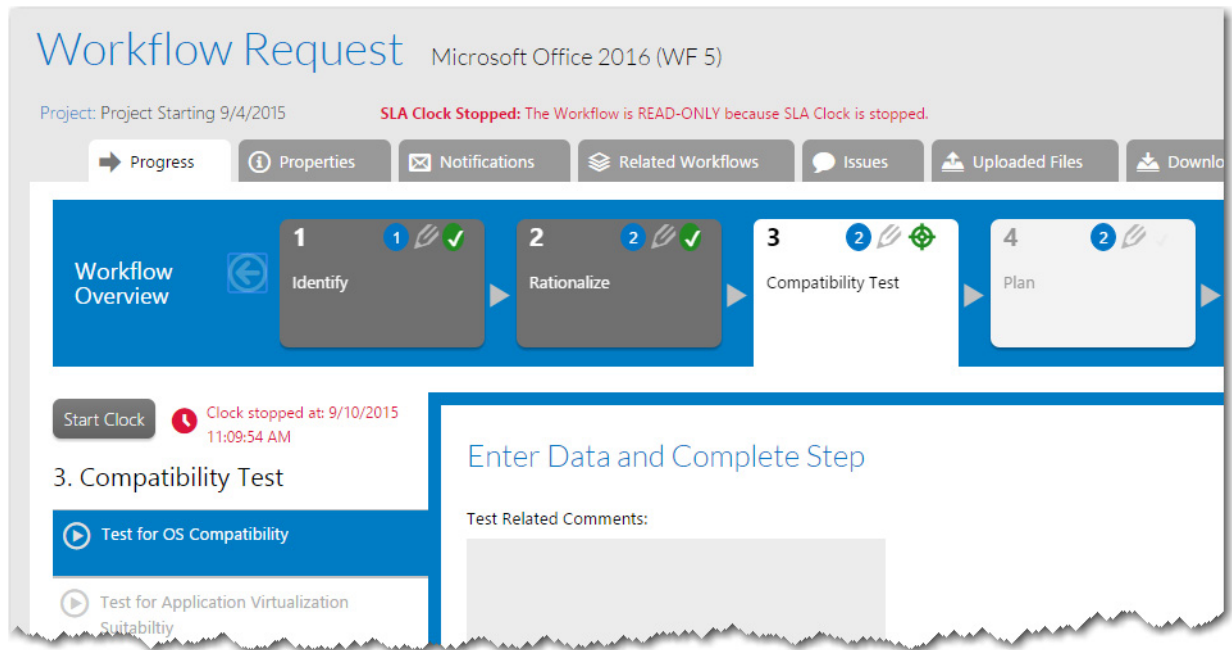 Workflow Request Microsoft Office 2016 (WF 5)
Project: Project Starting 9/4/2015 SLA Clock Stopped: The Workflow is READ-ONLY because SLA Clock is stopped.
Progress Properties Notifications Related Workflows Issues Uploaded Files Downlo
Workflow
Overview
1 1
Identify
2 2
Rationalize
3 2
Compatibility Test
4 2
Plan
Start Clock
Clock stopped at: 9/10/2015
11:09:54 AM
3. Compatibility Test
Test for OS Compatibility
Test for Application Virtualization
Suitabiltiy
Enter Data and Complete Step
Test Related Comments: